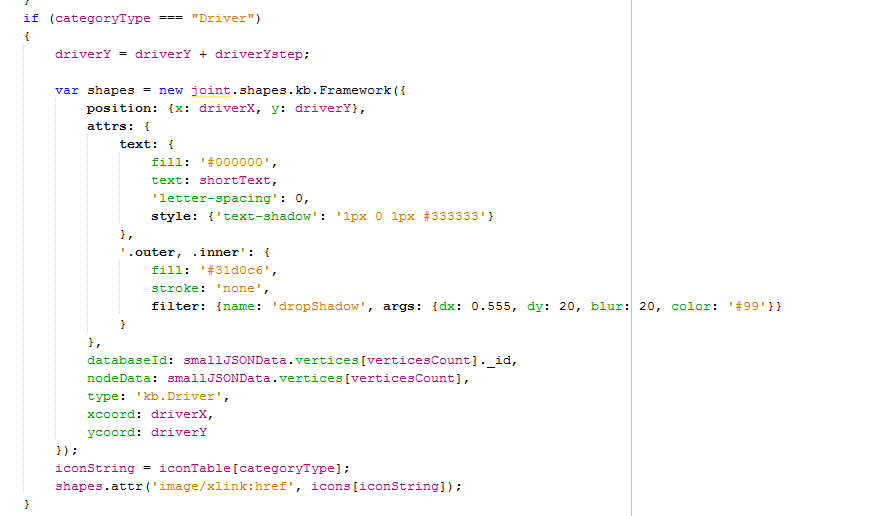 }
if (categoryType === "Driver")
{
    driverY = driverY + driverYstep;

    var shapes = new joint.shapes.kb.Framework({
        position: {x: driverX, y: driverY},
        attrs: {
            text: {
                fill: '#000000',
                text: shortText,
                'letter-spacing': 0,
                style: {'text-shadow': '1px 0 1px #333333'}
            },
            '.outer, .inner': {
                fill: '#31d0c6',
                stroke: 'none',
                filter: {name: 'dropShadow', args: {dx: 0.555, dy: 20, blur: 20, color: '#99'}}
            }
        },
        databaseId: smallJSONData.vertices[verticesCount]._id,
        nodeData: smallJSONData.vertices[verticesCount],
        type: 'kb.Driver',
        xcoord: driverX,
        ycoord: driverY
    });
    iconString = iconTable[categoryType];
    shapes.attr('image/xlink:href', icons[iconString]);
}